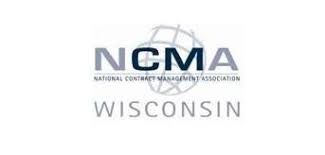 NCMA
NATIONAL CONTRACT MANAGEMENT ASSOCIATION
WISCONSIN